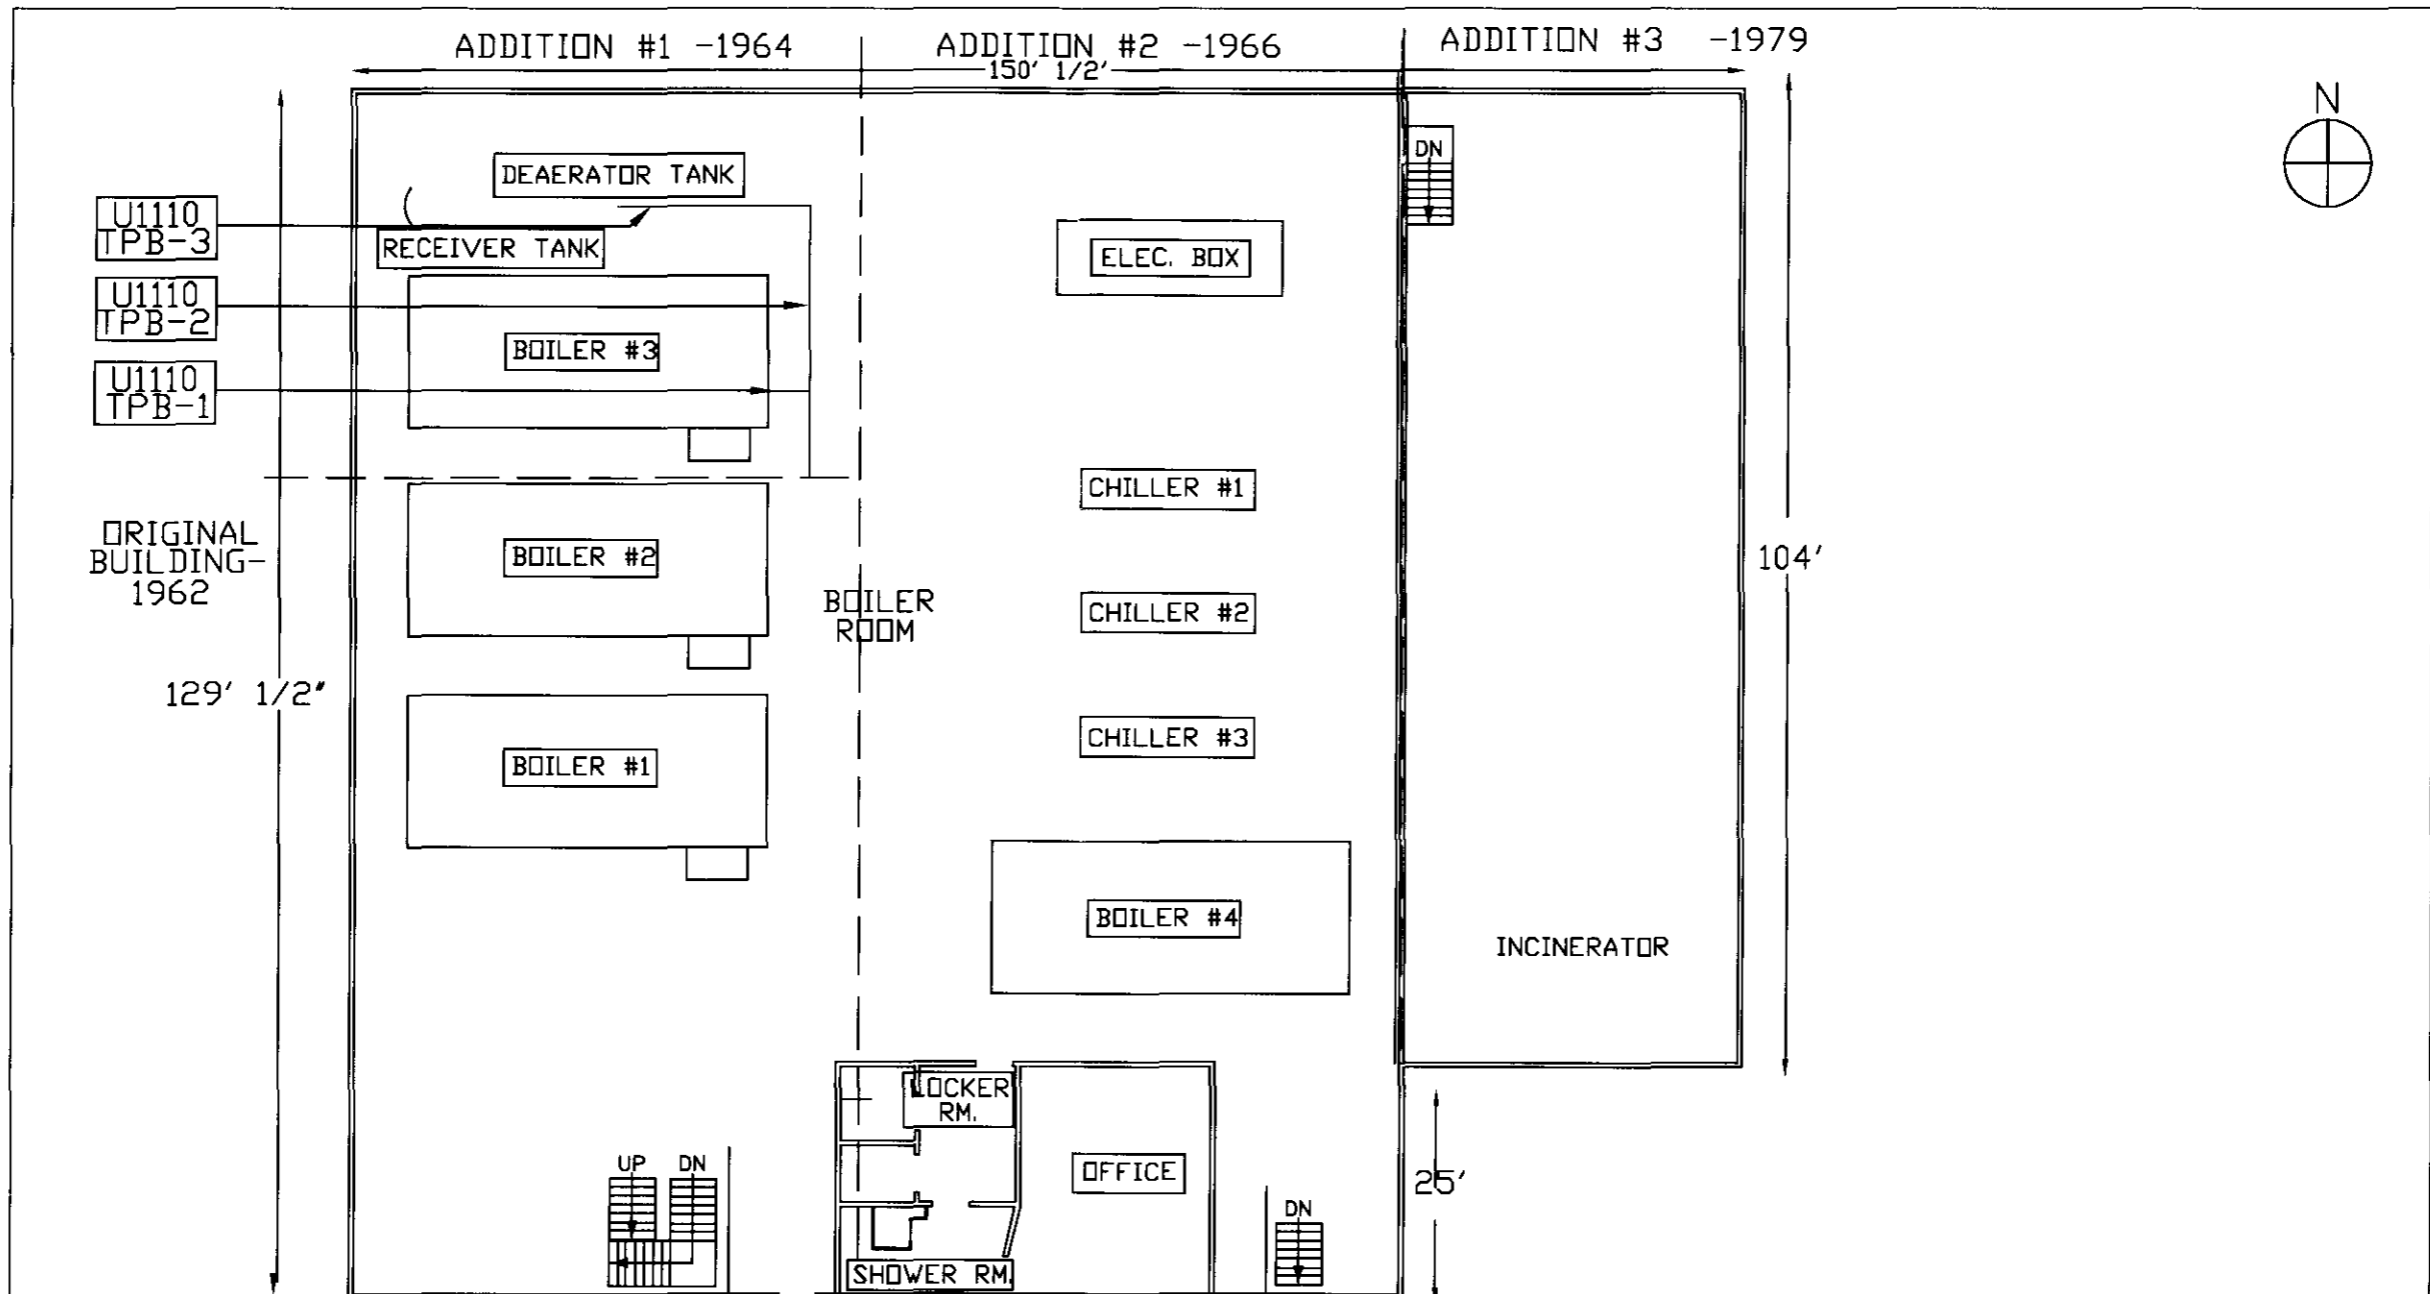 ADDITION #1 -1964
ADDITION #2 -1966
ADDITION #3 -1979
150' 1/2'
N
DN
DEAERATOR TANK
U1110
TPB-3
RECEIVER TANK
ELEC. BOX
U1110
TPB-2
BOILER #3
U1110
TPB-1
CHILLER #1
ORIGINAL
BUILDING-
1962
BOILER #2
104'
BOILER
ROOM
CHILLER #2
129' 1/2"
CHILLER #3
BOILER #1
BOILER #4
INCINERATOR
LOCKER
RM.
UP
DN
OFFICE
25'
DN
SHOWER RM.